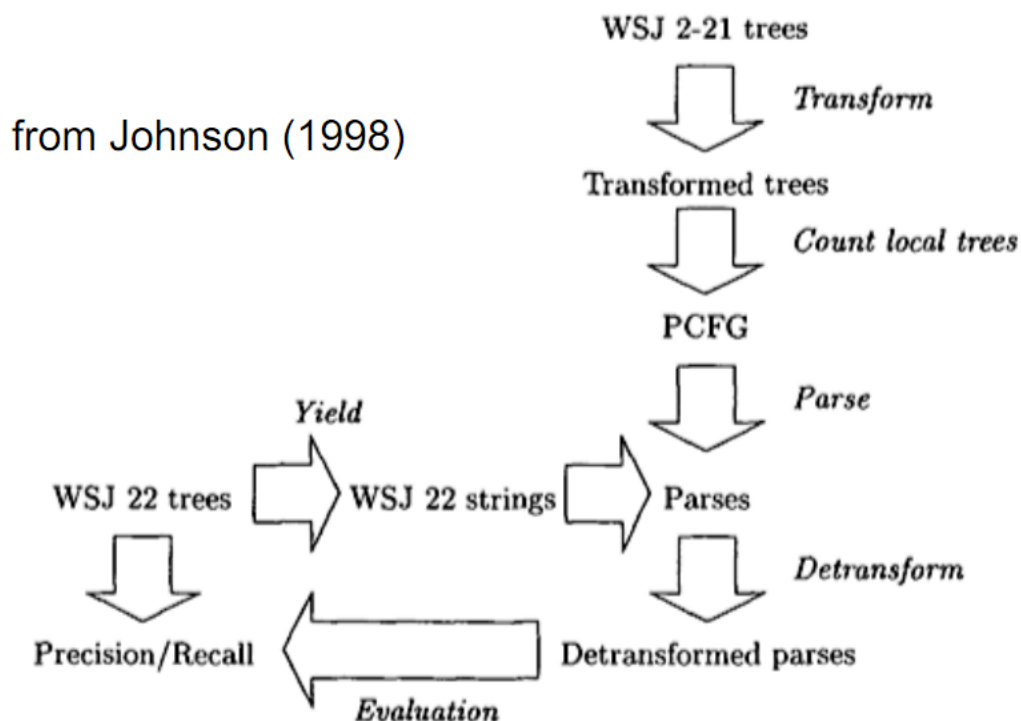 WSJ 2-21 trees
Transform
from Johnson (1998)
Transformed trees
Count local trees
PCFG
Parse
Yield
WSJ 22 trees
WSJ 22 strings
Parses
Detransform
Precision/Recall
Detransformed parses
Evaluation